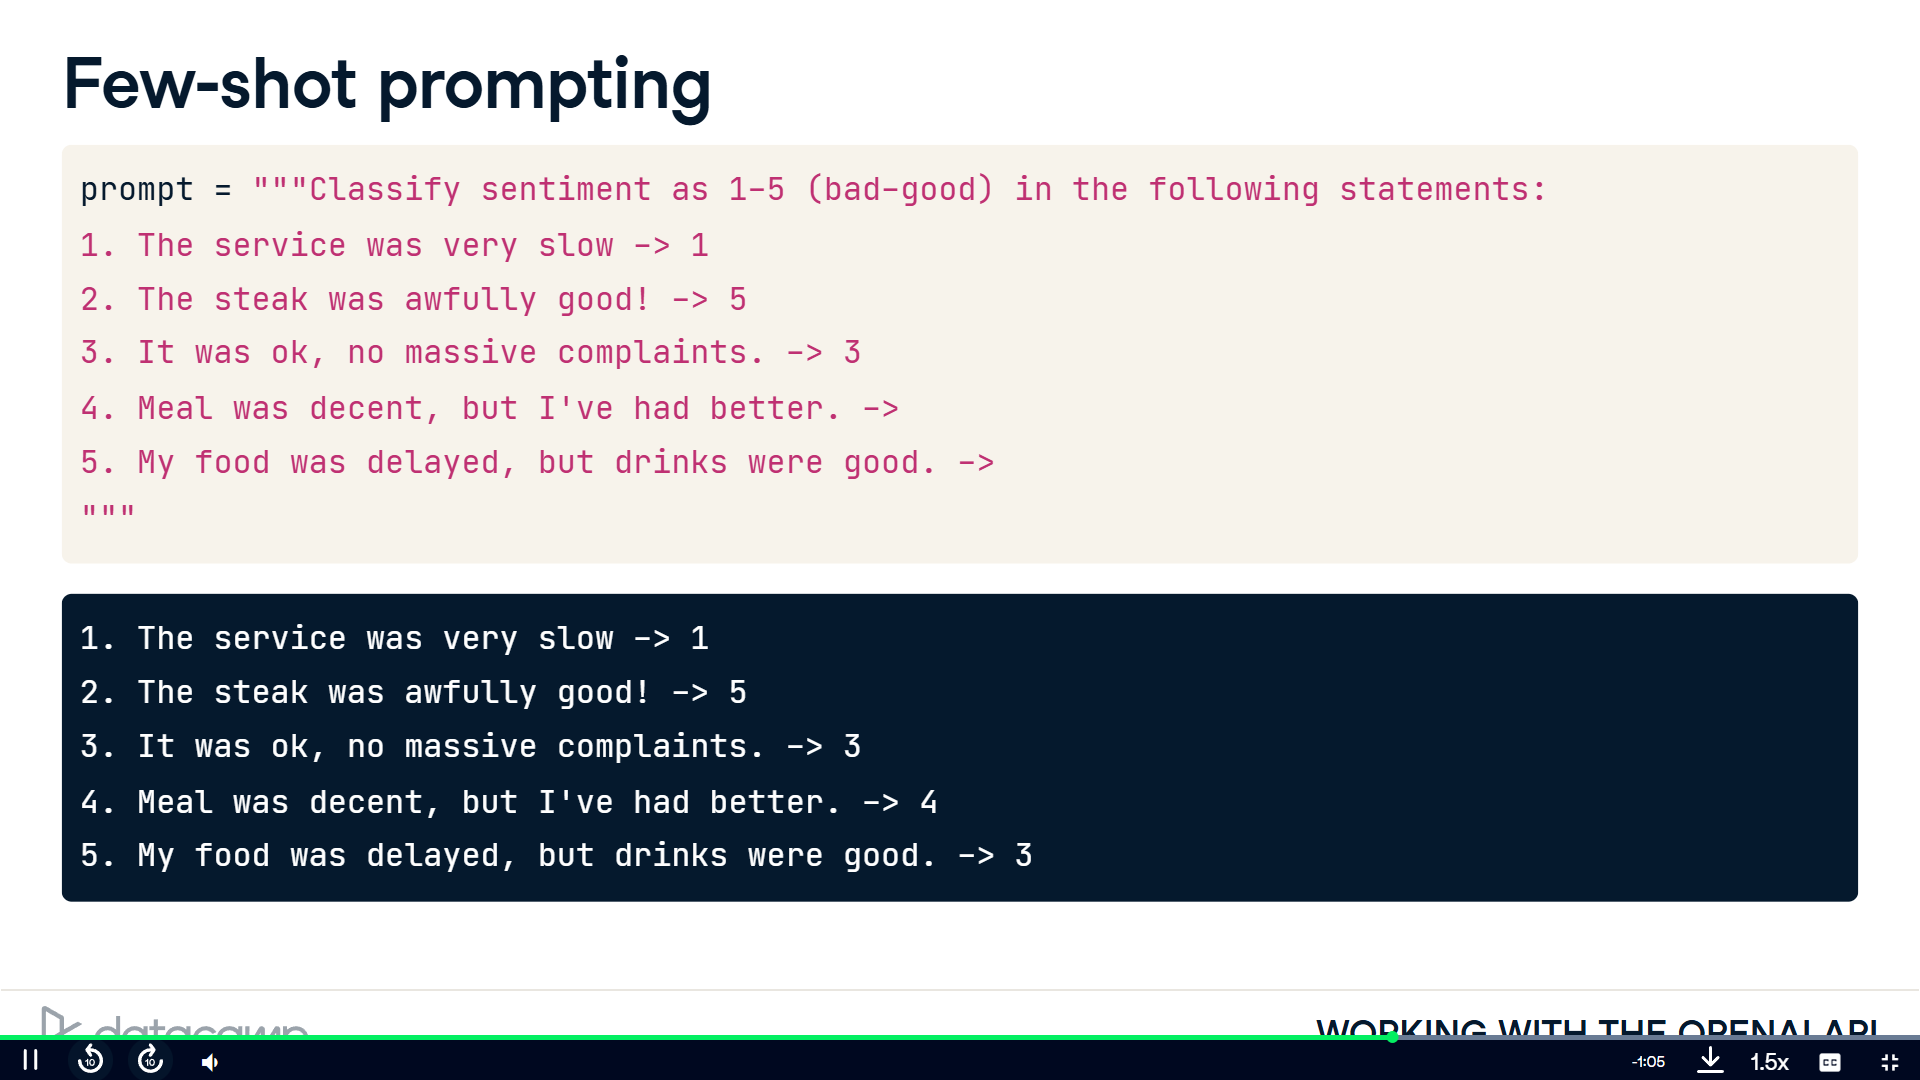 Few-shot prompting
prompt = """Classify sentiment as 1-5 (bad-good) in the following statements:
1. The service was very slow -> 1
2. The steak was awfully good! -> 5
3. It was ok, no massive complaints. -> 3
4. Meal was decent, but I've had better. ->
5. My food was delayed, but drinks were good. ->
"""
1. The service was very slow -> 1
2. The steak was awfully good! -> 5
3. It was ok, no massive complaints. -> 3
4. Meal was decent, but I've had better. -> 4
5. My food was delayed, but drinks were good. -> 3
datacamp
WORKING WITH THE OPENAI API
10
10
-1:05
1.5x
CC